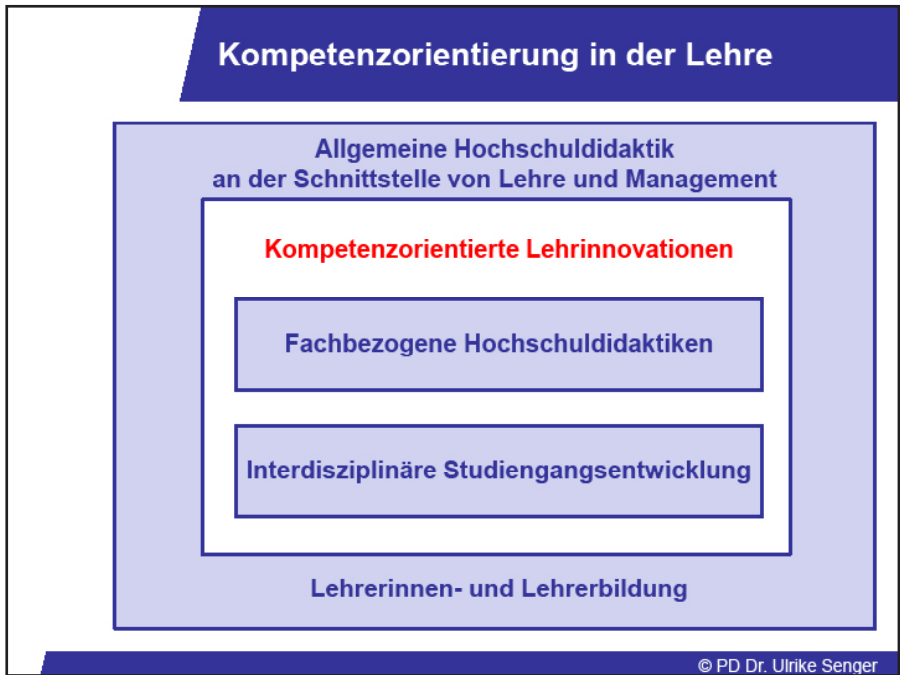 Kompetenzorientierung in der Lehre
Allgemeine Hochschuldidaktik
an der Schnittstelle von Lehre und Management
Kompetenzorientierte Lehrinnovationen
Fachbezogene Hochschuldidaktiken
Interdisziplinäre Studiengangsentwicklung
Lehrerinnen- und Lehrerbildung
© PD Dr. Ulrike Senger